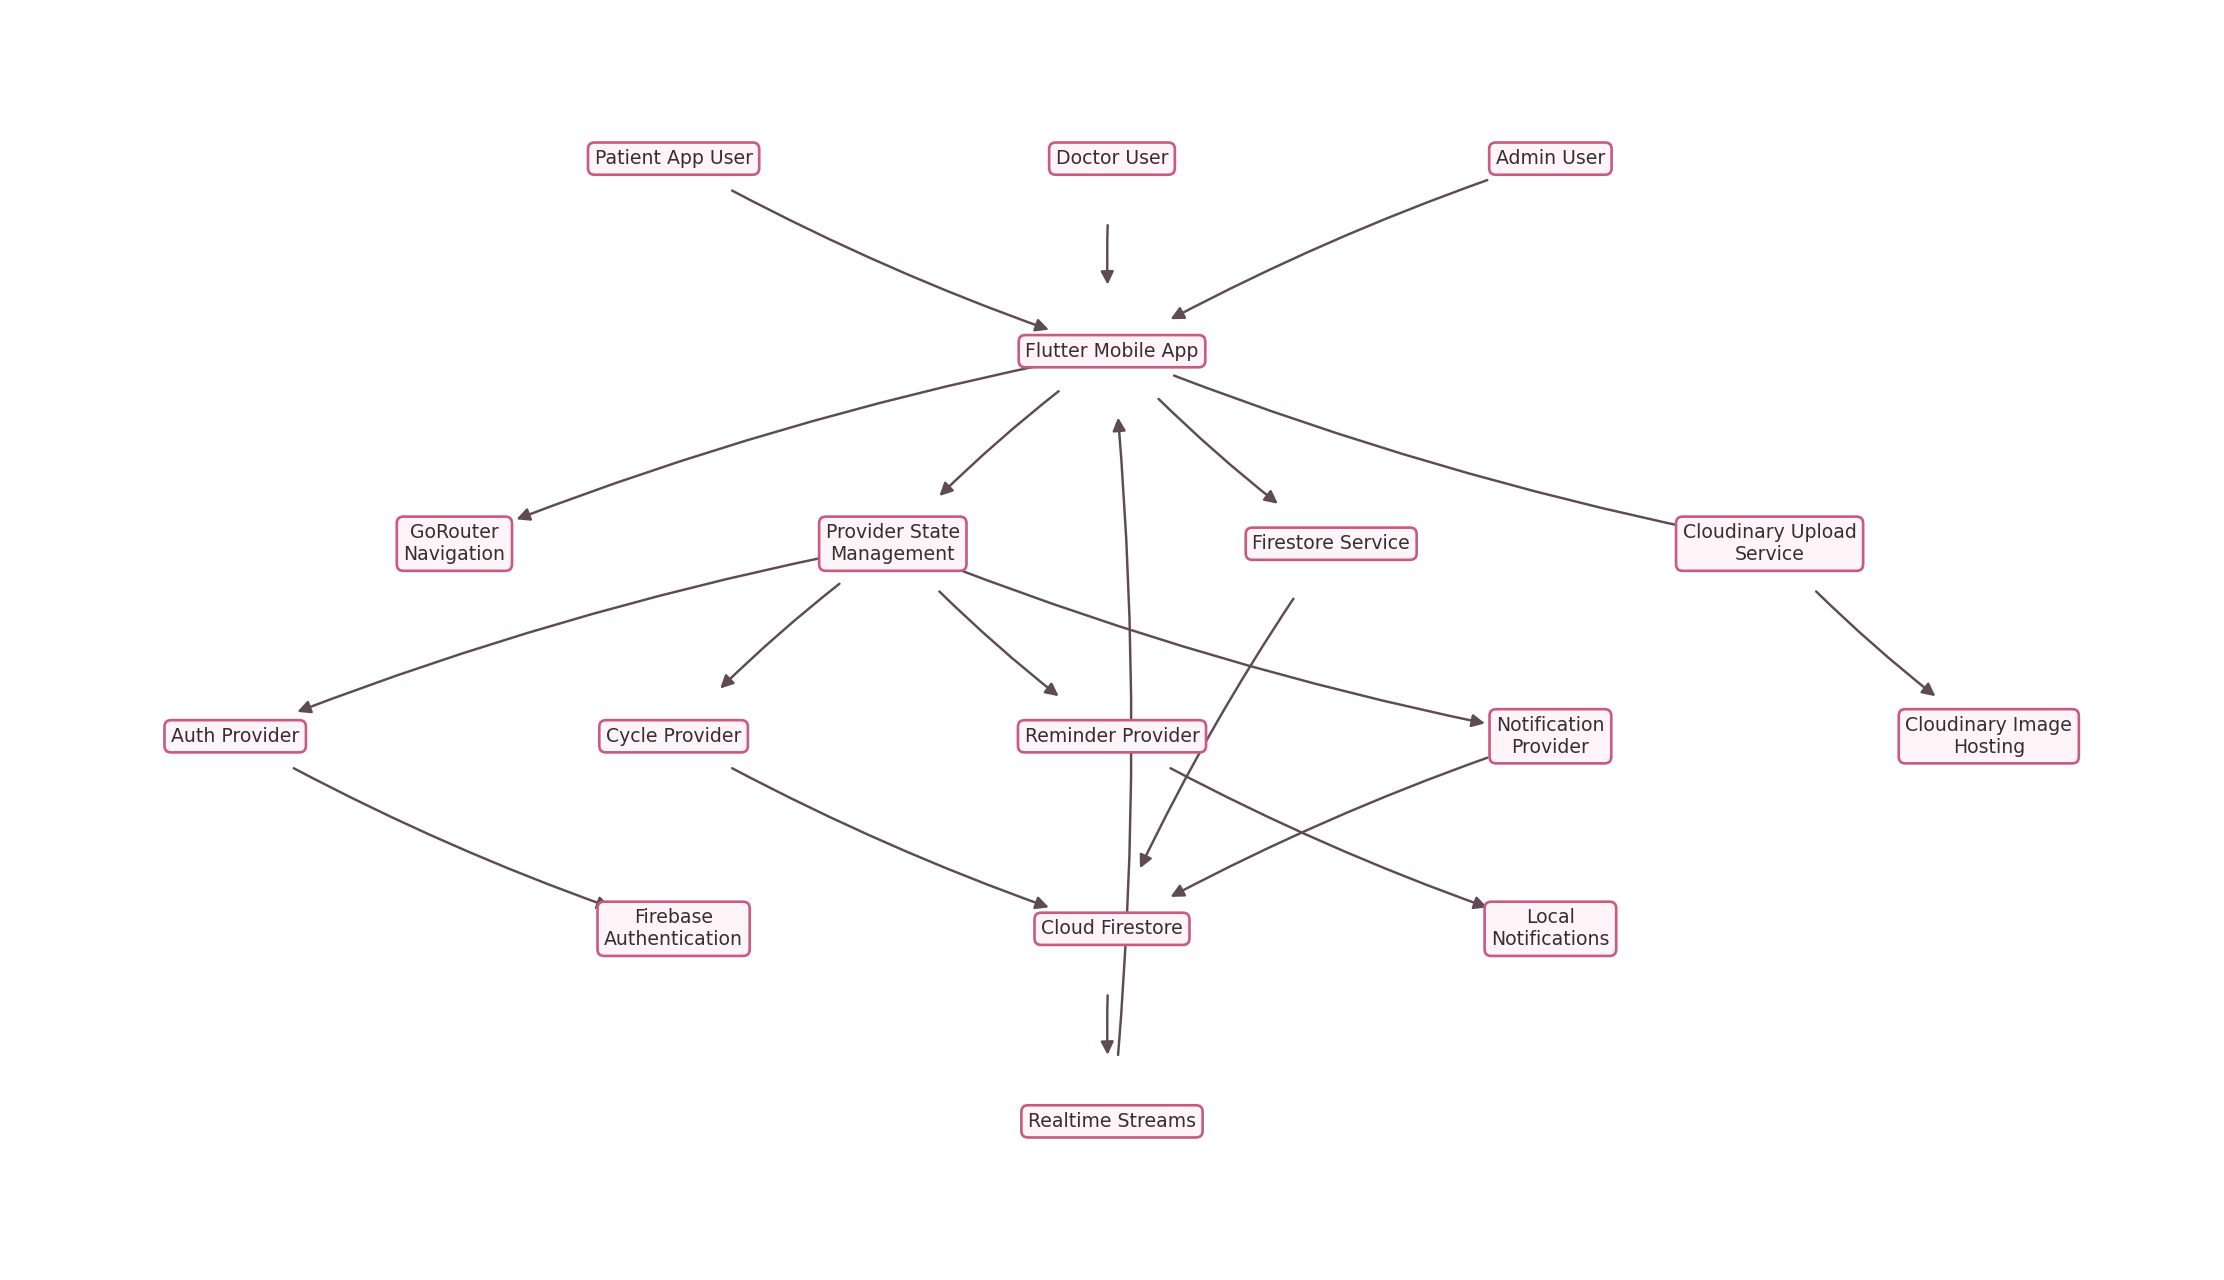 Patient App User
Doctor User
Admin User
Flutter Mobile App
GoRouter
Navigation
Provider State
Management
Firestore Service
Cloudinary Upload
Service
Auth Provider
Cycle Provider
Reminder Provider
Notification
Provider
Cloudinary Image
Hosting
Firebase
Authentication
Cloud Firestore
Local
Notifications
Realtime Streams